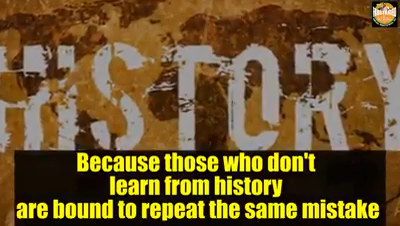 HISTORY
Because those who don't
learn from history
are bound to repeat the same mistake